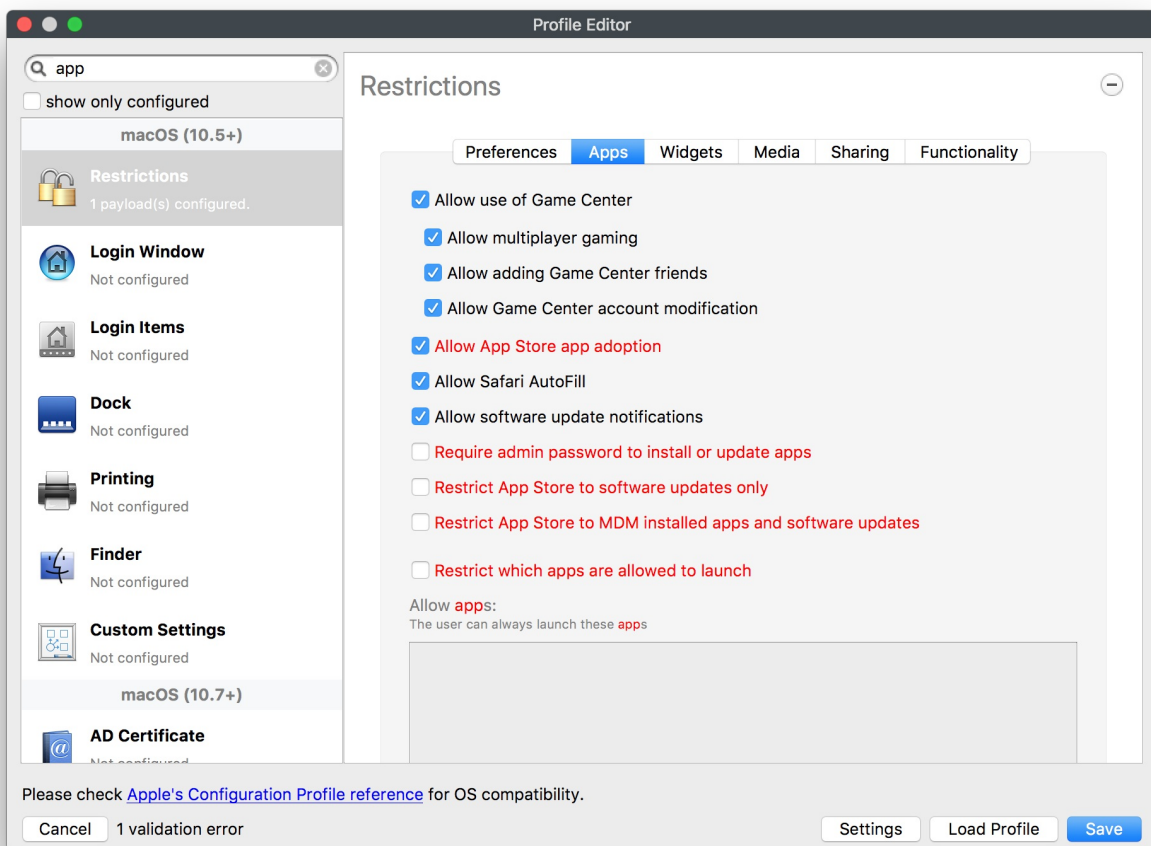 Profile Editor
app
show only configured
macOS (10.5+)
Restrictions
1 payload(s) configured.
Login Window
Not configured
Login Items
Not configured
Dock
Not configured
Printing
Not configured
Finder
Not configured
Custom Settings
Not configured
macOS (10.7+)
AD Certificate
Not configured
Restrictions
Preferences Apps Widgets Media Sharing Functionality
Allow use of Game Center
Allow multiplayer gaming
Allow adding Game Center friends
Allow Game Center account modification
Allow App Store app adoption
Allow Safari AutoFill
Allow software update notifications
Require admin password to install or update apps
Restrict App Store to software updates only
Restrict App Store to MDM installed apps and software updates
Restrict which apps are allowed to launch
Allow apps:
The user can always launch these apps
Please check Apple's Configuration Profile reference for OS compatibility.
Cancel 1 validation error Settings Load Profile Save